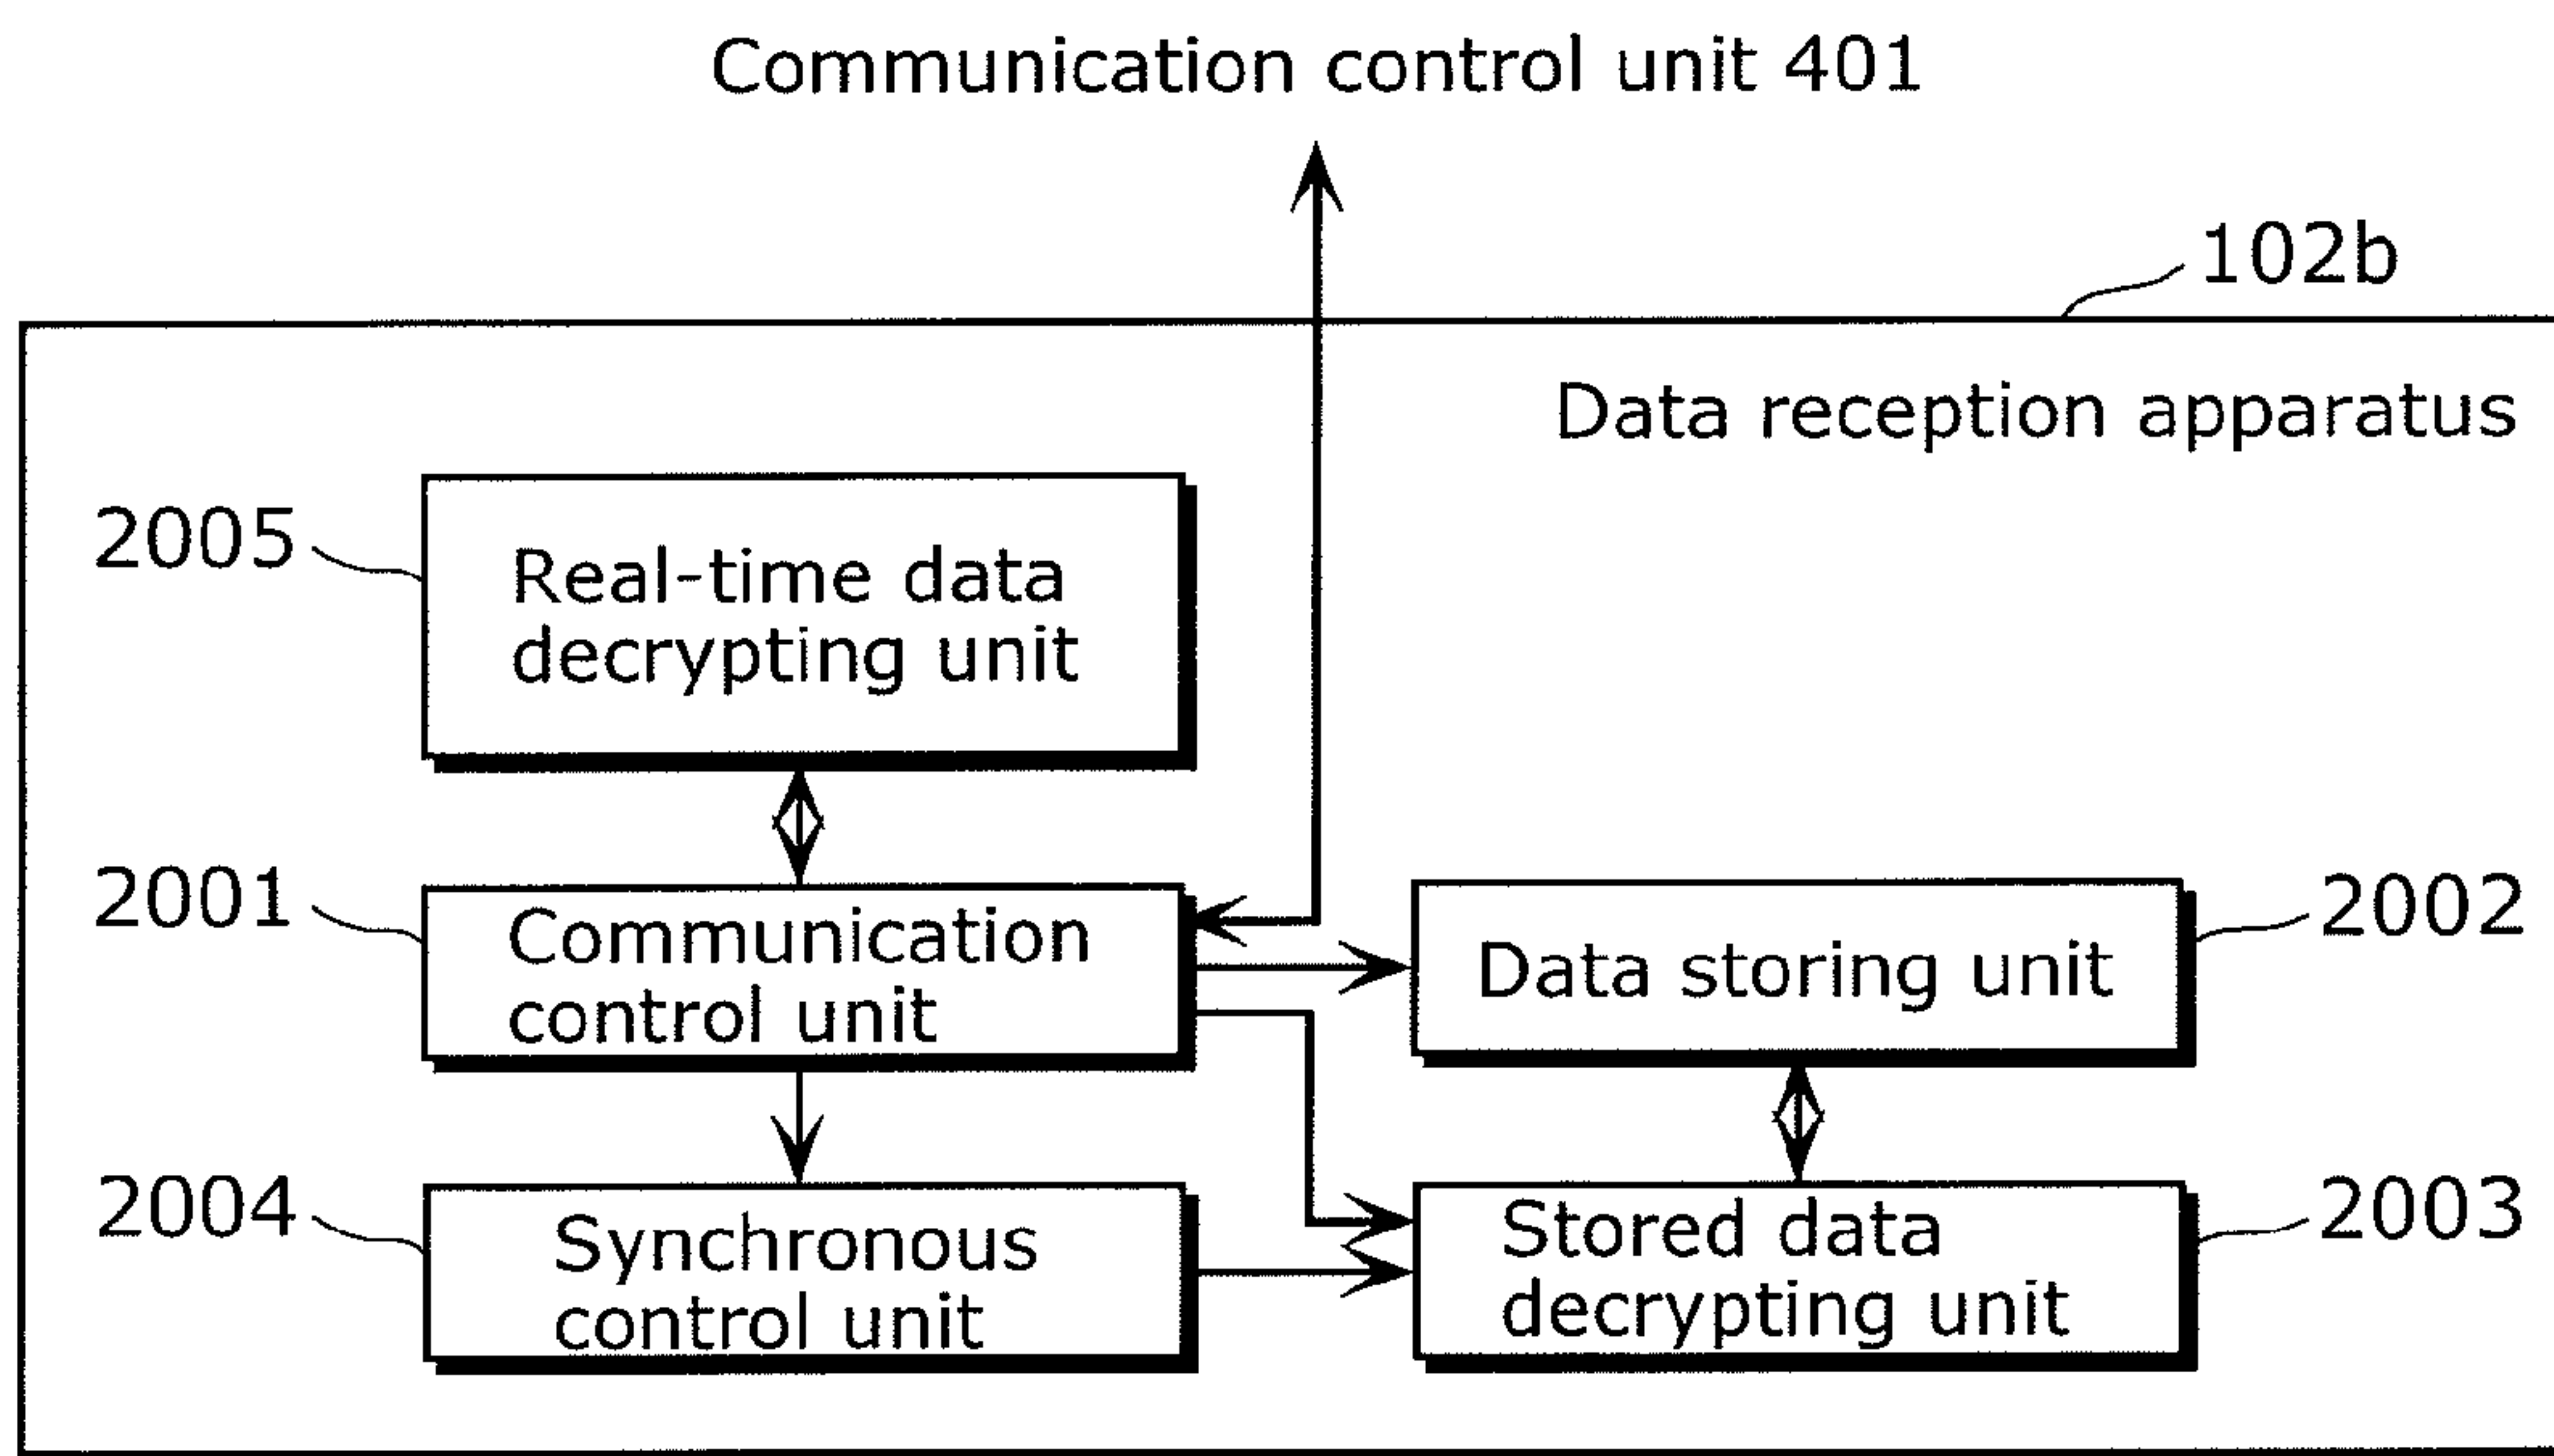 Communication control unit 401
102b
Data reception apparatus
2005
Real-time data
decrypting unit
2001
Communication
control unit
2002
Data storing unit
2004
Synchronous
control unit
2003
Stored data
decrypting unit